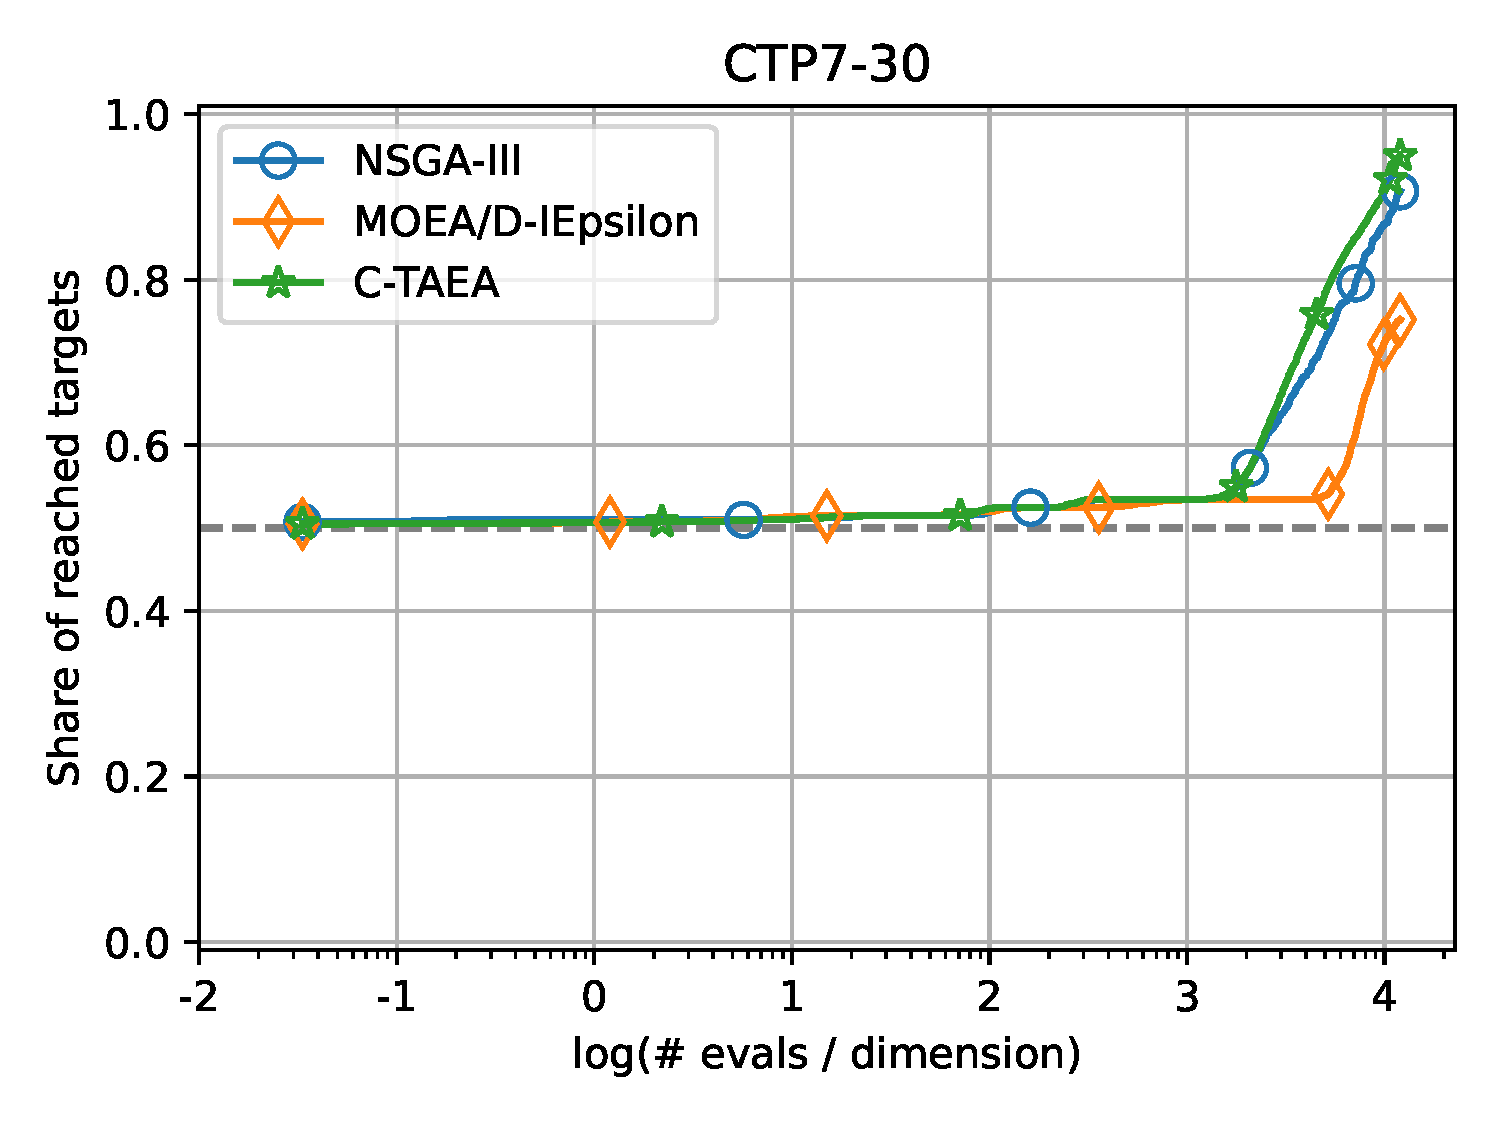 CTP7-30
NSGA-III
MOEA/D-IEpsilon
C-TAEA
Share of reached targets
1.0
0.8
0.6
0.4
0.2
0.0
-2 -1 0 1 2 3 4
log(# evals / dimension)